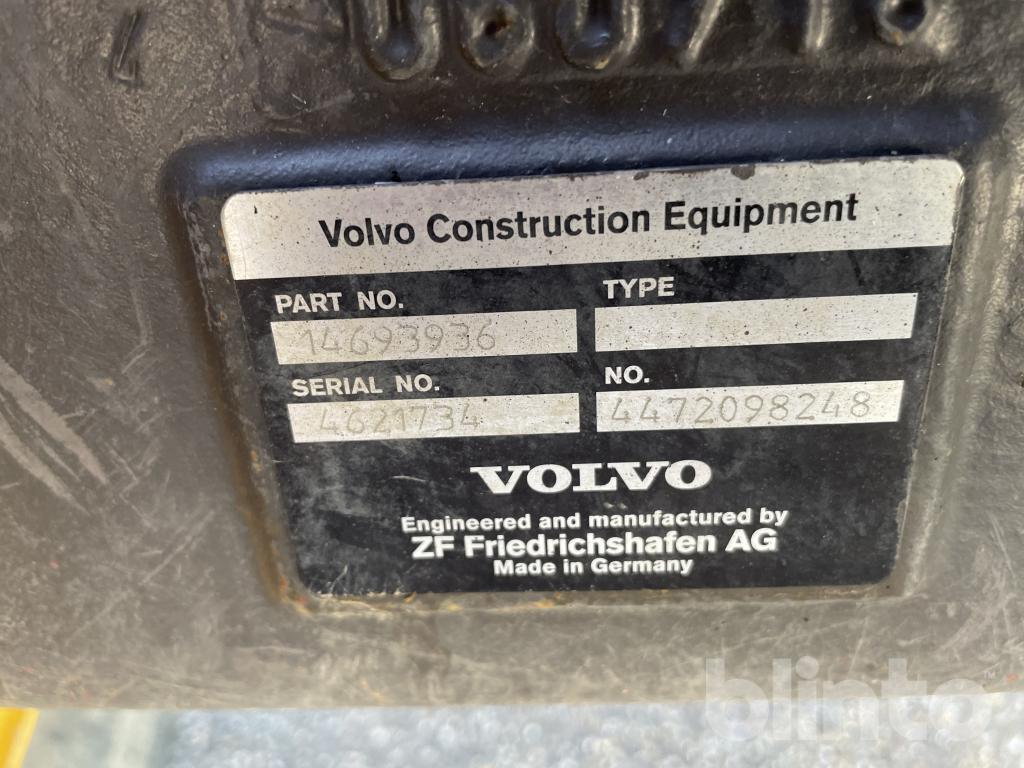 Volvo Construction Equipment
PART NO. TYPE
14693936
SERIAL NO. NO.
4621734 4472098248
VOLVO
Engineered and manufactured by
ZF Friedrichshafen AG
Made in Germany
blinto™